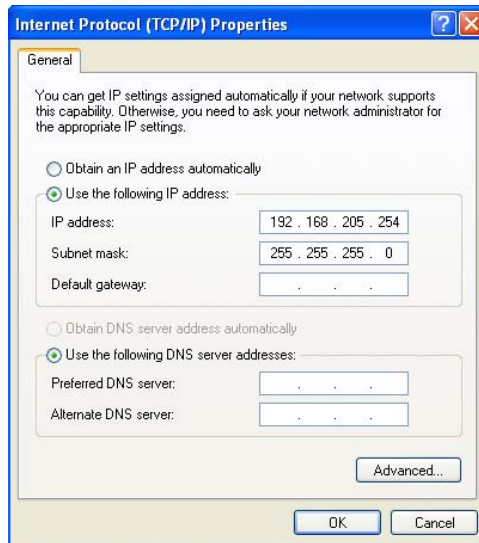 Internet Protocol (TCP/IP) Properties
General
You can get IP settings assigned automatically if your network supports
this capability. Otherwise, you need to ask your network administrator for
the appropriate IP settings.
Obtain an IP address automatically
Use the following IP address:
IP address: 192 . 168 . 205 . 254
Subnet mask: 255 . 255 . 255 . 0
Default gateway: . . .
Obtain DNS server address automatically
Use the following DNS server addresses:
Preferred DNS server: . . .
Alternate DNS server: . . .
Advanced...
OK Cancel